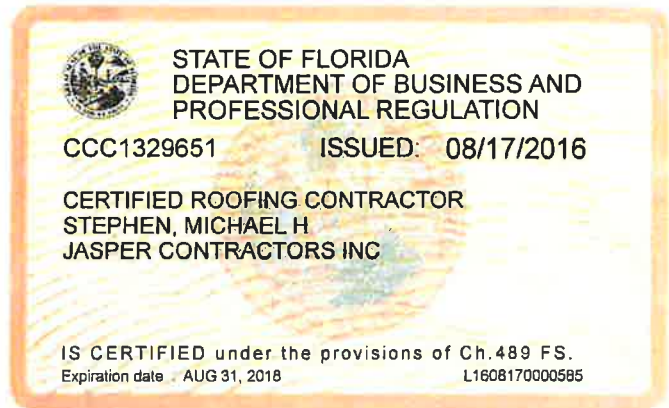 STATE OF FLORIDA
DEPARTMENT OF BUSINESS AND
PROFESSIONAL REGULATION
CCC1329651 ISSUED: 08/17/2016
CERTIFIED ROOFING CONTRACTOR
STEPHEN, MICHAEL H
JASPER CONTRACTORS INC
IS CERTIFIED under the provisions of Ch.489 FS.
Expiration date : AUG 31, 2018 L1608170000585